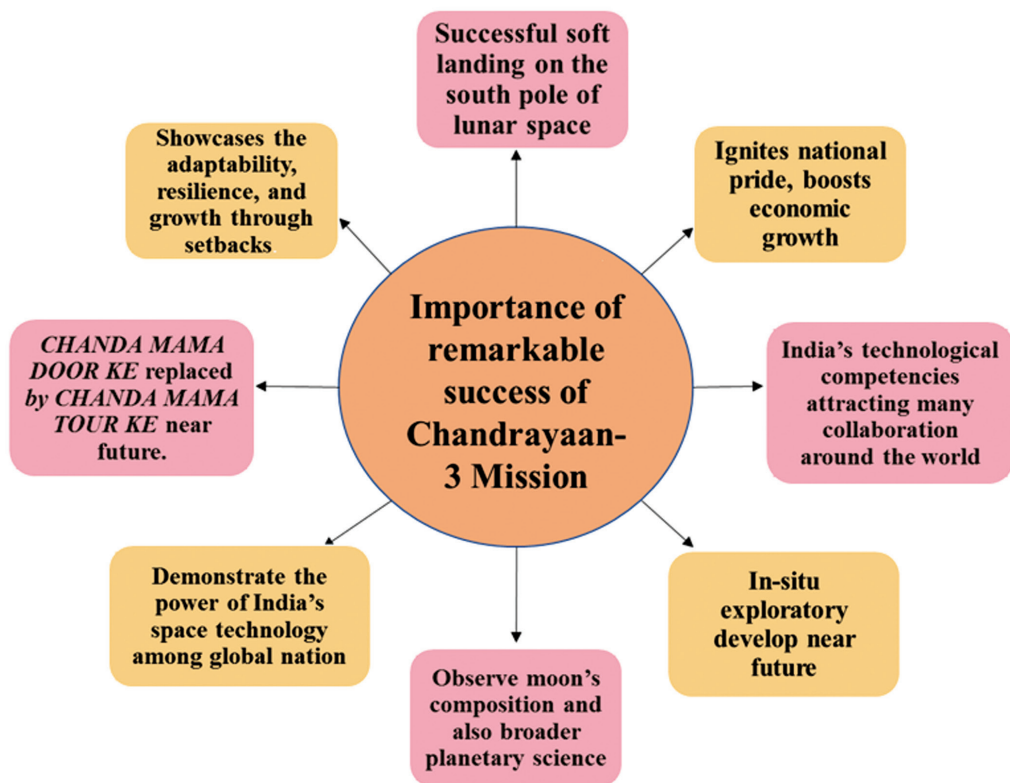 Successful soft
landing on the
south pole of
lunar space
Showcases the
adaptability,
resilience, and
growth through
setbacks
Ignites national
pride, boosts
economic
growth
Importance of
remarkable
success of
Chandrayaan-
3 Mission
CHANDA MAMA
DOOR KE replaced
by CHANDA MAMA
TOUR KE near
future.
India’s technological
competencies
attracting many
collaboration
around the world
Demonstrate the
power of India’s
space technology
among global nation
In-situ
exploratory
develop near
future
Observe moon’s
composition and
also broader
planetary science